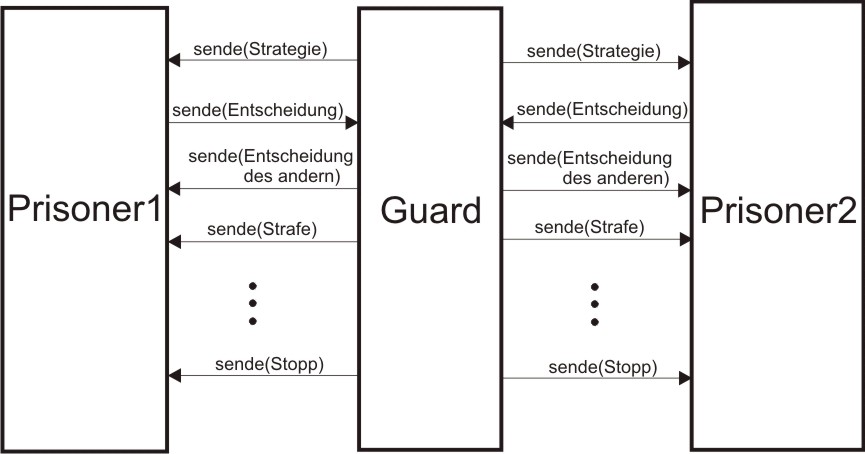 sende(Strategie)
sende(Strategie)
sende(Entscheidung)
sende(Entscheidung)
sende(Entscheidung
des andern)
sende(Entscheidung
des anderen)
Prisoner1
Guard
Prisoner2
sende(Strafe)
sende(Strafe)
sende(Stopp)
sende(Stopp)